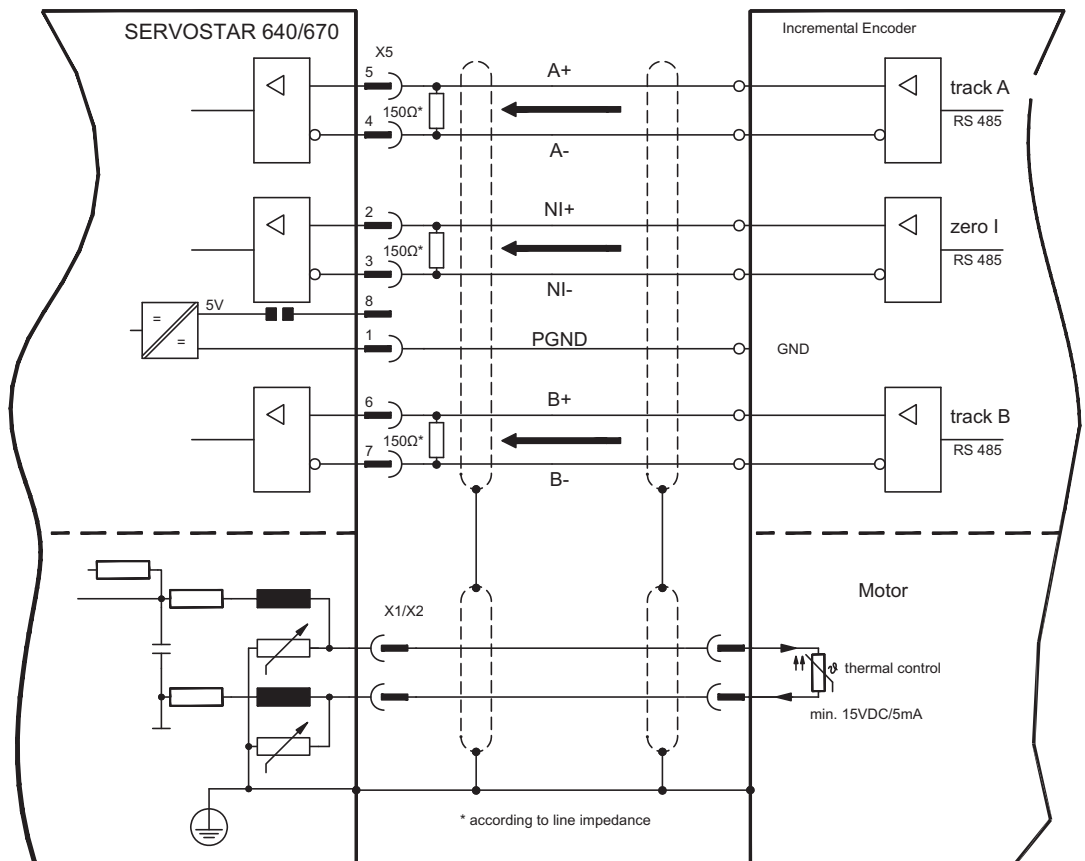 SERVOSTAR 640/670
X5
Incremental Encoder
5
A+
track A
150Ω*
RS 485
4
A-
2
NI+
zero I
150Ω*
RS 485
3
NI-
5V
8
=
=
1
PGND
GND
6
B+
track B
150Ω*
RS 485
7
B-
Motor
X1/X2
ϑ thermal control
min. 15VDC/5mA
* according to line impedance